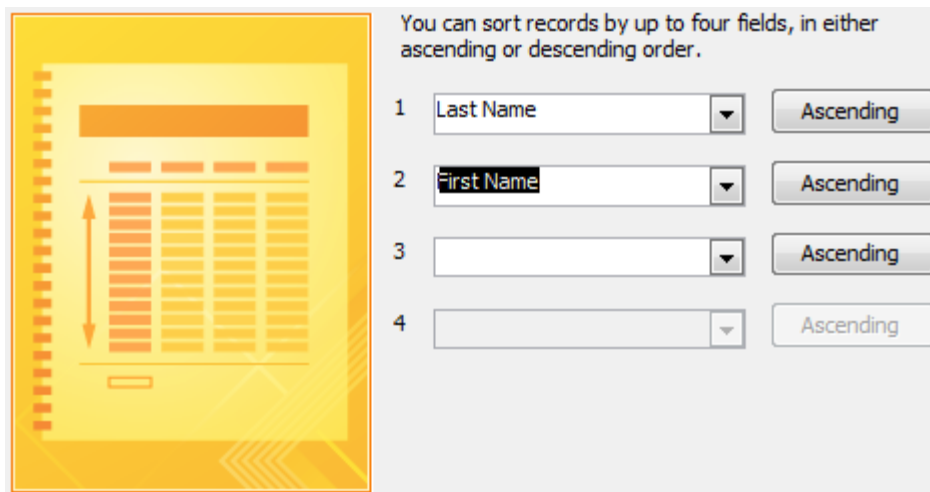 You can sort records by up to four fields, in either
ascending or descending order.
1 Last Name Ascending
2 First Name Ascending
3 Ascending
4 Ascending